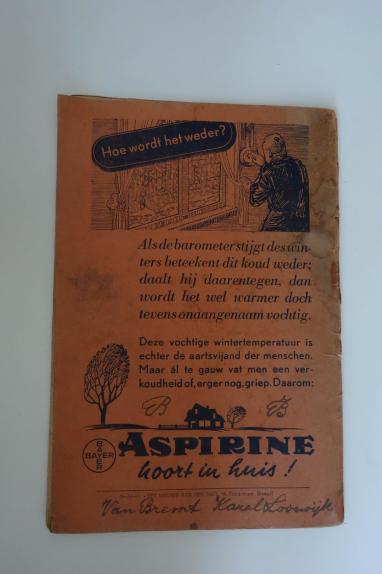 Hoe wordt het weder?
Als de barometer stijgt des win-
ters beteekent dit koud weder;
daalt hij daarentegen, dan
wordt het wel warmer doch
tevens onaangenaam vochtig.
Deze vochtige wintertemperatuur is
echter de aartsvijand der menschen.
Maar ál te gauw vat men een ver-
koudheid of, erger nog, griep. Daarom:
B B
BAYER
BAYER
ASPIRINE
hoort in huis!
Van Bremt Karel